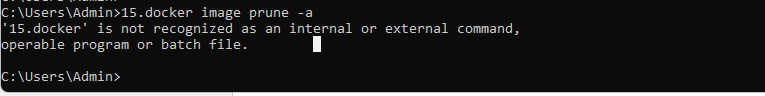 C:\Users\Admin>15.docker image prune -a
'15.docker' is not recognized as an internal or external command,
operable program or batch file.
C:\Users\Admin>